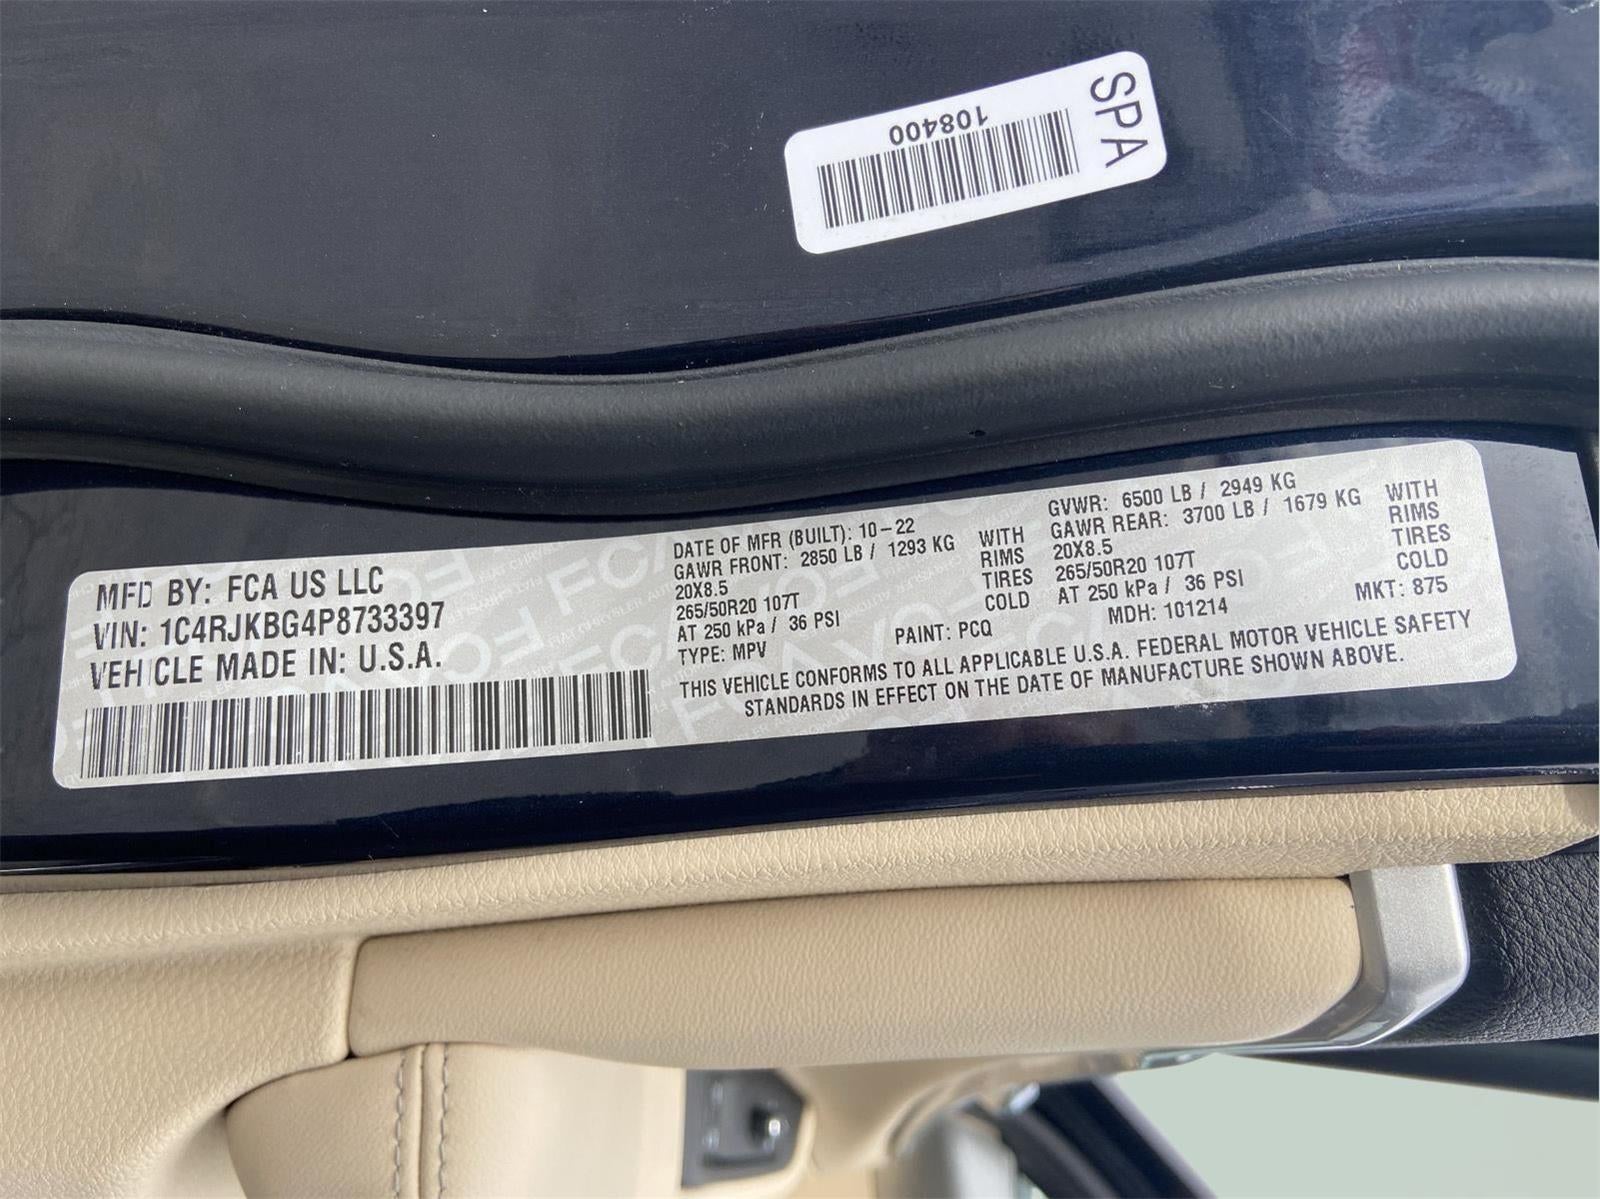 SPA
108400
MFD BY: FCA US LLC
VIN: 1C4RJKBG4P8733397
VEHICLE MADE IN: U.S.A.
DATE OF MFR (BUILT): 10-22
GAWR FRONT: 2850 LB / 1293 KG WITH
20X8.5 RIMS
265/50R20 107T TIRES
AT 250 kPa / 36 PSI COLD
TYPE: MPV PAINT: PCQ
GVWR: 6500 LB / 2949 KG
GAWR REAR: 3700 LB / 1679 KG WITH
20X8.5 RIMS
265/50R20 107T TIRES
AT 250 kPa / 36 PSI COLD
MDH: 101214 MKT: 875
THIS VEHICLE CONFORMS TO ALL APPLICABLE U.S.A. FEDERAL MOTOR VEHICLE SAFETY
STANDARDS IN EFFECT ON THE DATE OF MANUFACTURE SHOWN ABOVE.